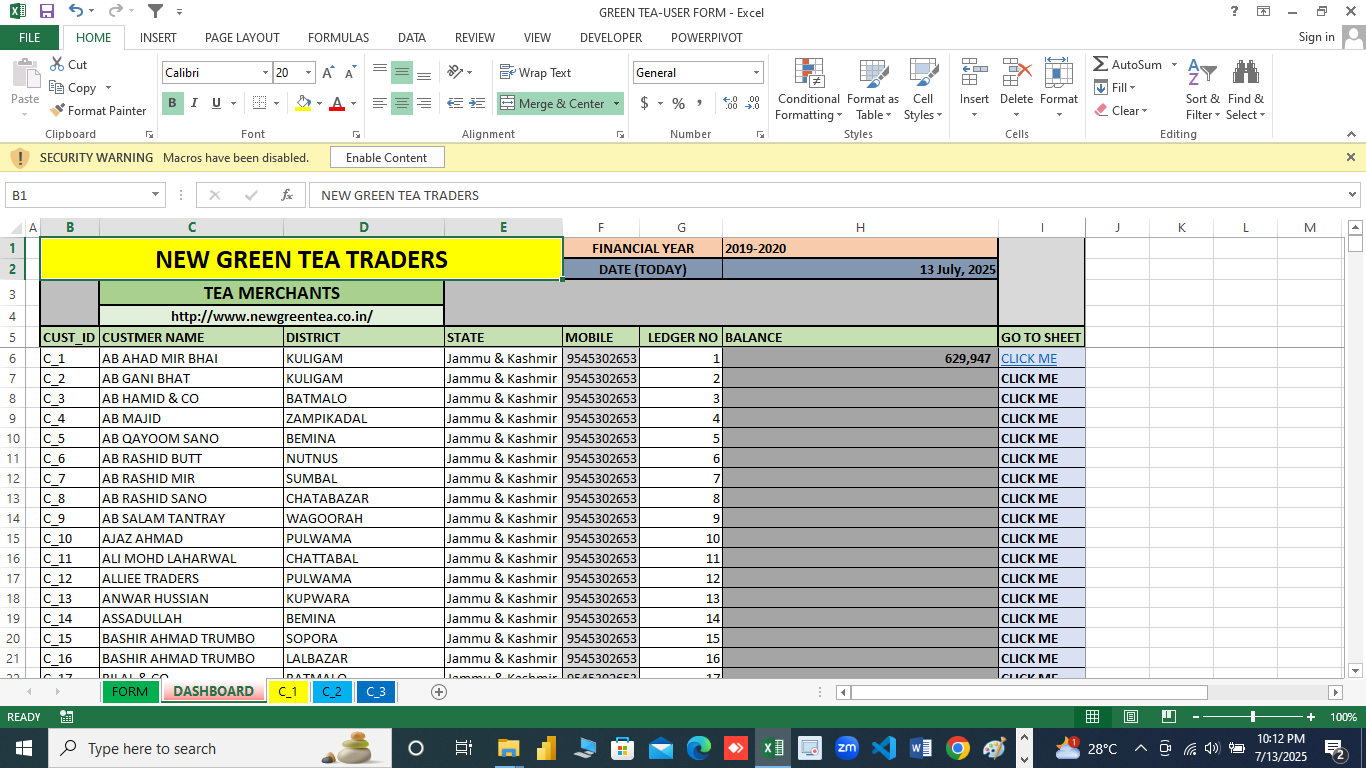 GREEN TEA-USER FORM - Excel
FILE HOME INSERT PAGE LAYOUT FORMULAS DATA REVIEW VIEW DEVELOPER POWERPIVOT Sign in
Paste
Cut
Copy
Format Painter
Clipboard
Calibri 20
B I U
Font
Wrap Text
Merge & Center
Alignment
General
$ % ,
Number
Conditional Formatting
Format as Table
Cell Styles
Styles
Insert Delete Format
Cells
AutoSum
Fill
Clear
Sort & Filter
Find & Select
Editing
SECURITY WARNING Macros have been disabled. Enable Content
B1 fx NEW GREEN TEA TRADERS
A B C D E F G H I J K L M
1 NEW GREEN TEA TRADERS FINANCIAL YEAR 2019-2020
2 DATE (TODAY) 13 July, 2025
3 TEA MERCHANTS
4 http://www.newgreentea.co.in/
5 CUST_ID CUSTMER NAME DISTRICT STATE MOBILE LEDGER NO BALANCE GO TO SHEET
6 C_1 AB AHAD MIR BHAI KULIGAM Jammu & Kashmir 9545302653 1 629,947 CLICK ME
7 C_2 AB GANI BHAT KULIGAM Jammu & Kashmir 9545302653 2 CLICK ME
8 C_3 AB HAMID & CO BATMALO Jammu & Kashmir 9545302653 3 CLICK ME
9 C_4 AB MAJID ZAMPIKADAL Jammu & Kashmir 9545302653 4 CLICK ME
10 C_5 AB QAYOOM SANO BEMINA Jammu & Kashmir 9545302653 5 CLICK ME
11 C_6 AB RASHID BUTT NUTNUS Jammu & Kashmir 9545302653 6 CLICK ME
12 C_7 AB RASHID MIR SUMBAL Jammu & Kashmir 9545302653 7 CLICK ME
13 C_8 AB RASHID SANO CHATABAZAR Jammu & Kashmir 9545302653 8 CLICK ME
14 C_9 AB SALAM TANTRAY WAGOORAH Jammu & Kashmir 9545302653 9 CLICK ME
15 C_10 AJAZ AHMAD PULWAMA Jammu & Kashmir 9545302653 10 CLICK ME
16 C_11 ALI MOHD LAHARWAL CHATTABAL Jammu & Kashmir 9545302653 11 CLICK ME
17 C_12 ALLIEE TRADERS PULWAMA Jammu & Kashmir 9545302653 12 CLICK ME
18 C_13 ANWAR HUSSIAN KUPWARA Jammu & Kashmir 9545302653 13 CLICK ME
19 C_14 ASSADULLAH BEMINA Jammu & Kashmir 9545302653 14 CLICK ME
20 C_15 BASHIR AHMAD TRUMBO SOPORA Jammu & Kashmir 9545302653 15 CLICK ME
21 C_16 BASHIR AHMAD TRUMBO LALBAZAR Jammu & Kashmir 9545302653 16 CLICK ME
FORM DASHBOARD C_1 C_2 C_3
READY 100%
Type here to search
zm
28°C
10:12 PM
7/13/2025
2